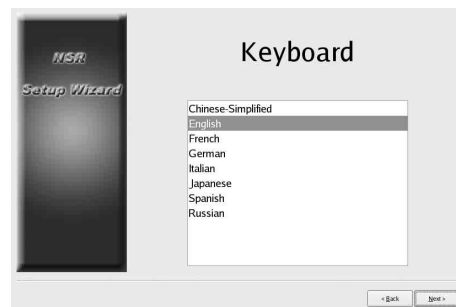 NSR
Setup Wizard
Keyboard
Chinese-Simplified
English
French
German
Italian
Japanese
Spanish
Russian
< Back
Next >